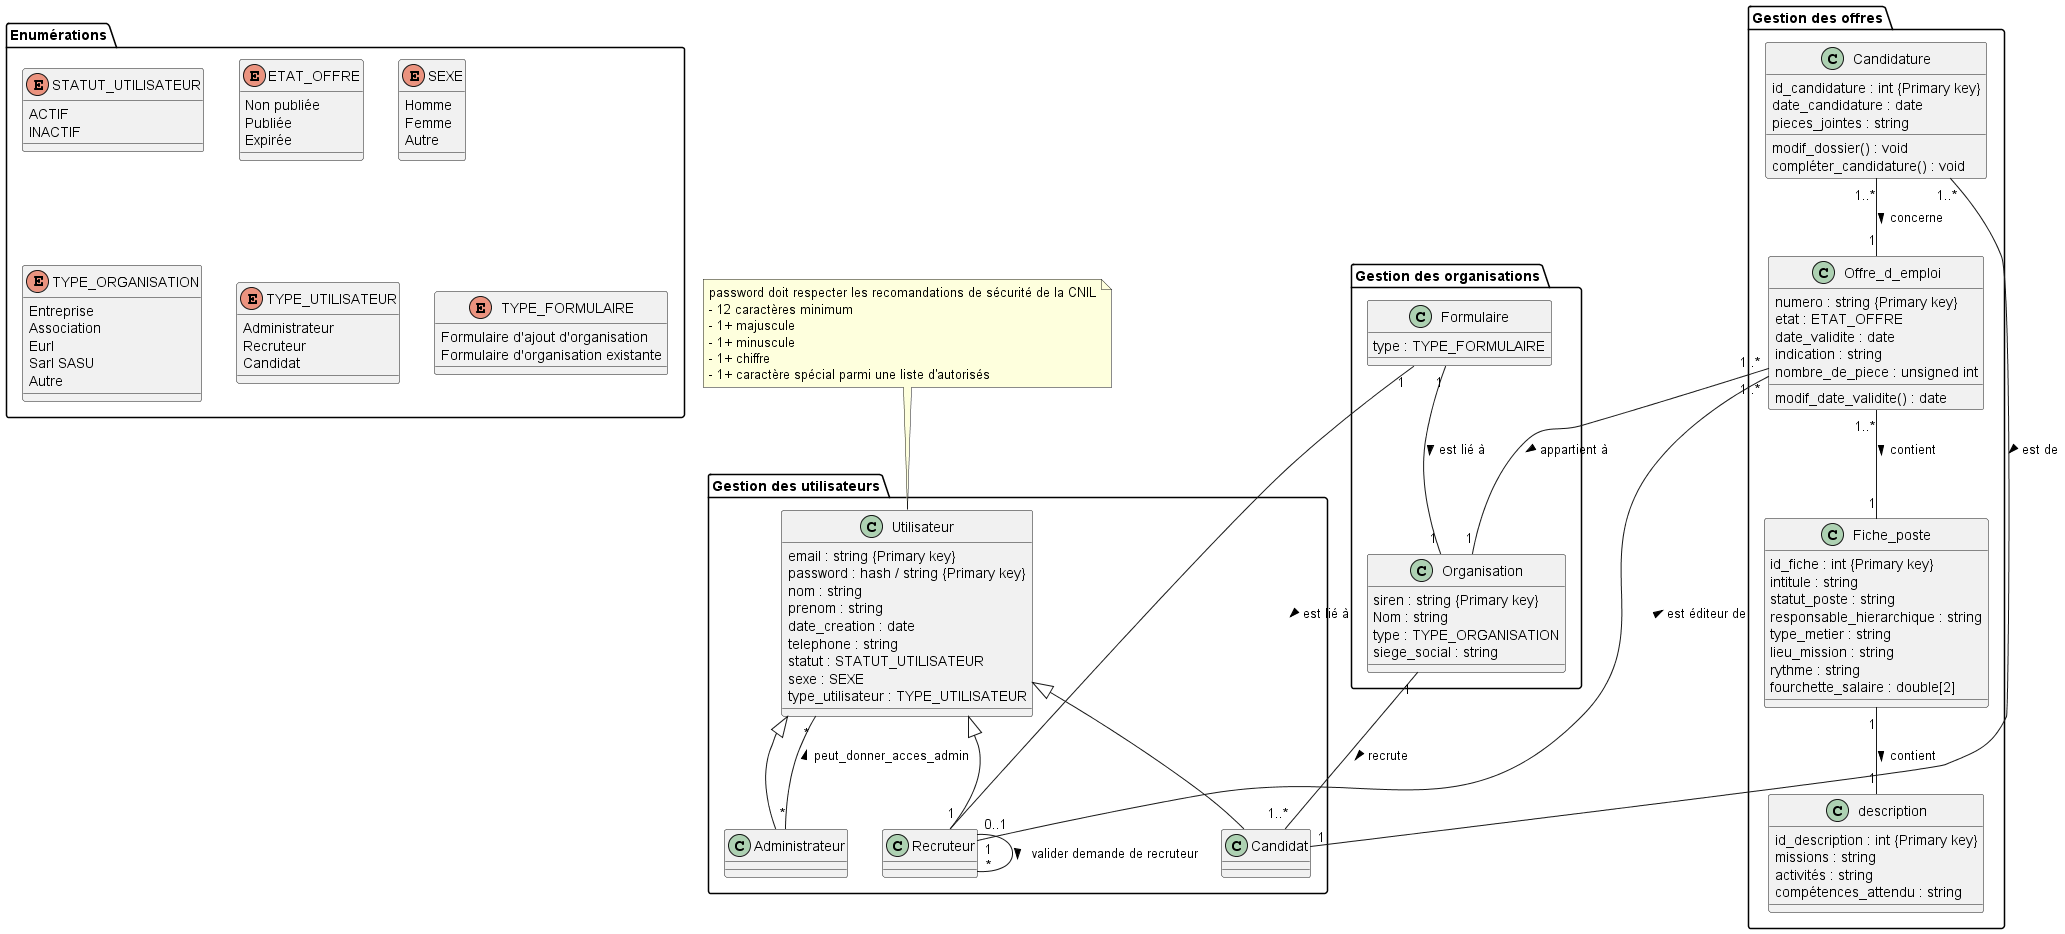 Enumérations
STATUT_UTILISATEUR
ACTIF
INACTIF
ETAT_OFFRE
Non publiée
Publiée
Expirée
SEXE
Homme
Femme
Autre
TYPE_ORGANISATION
Entreprise
Association
Eurl
Sarl SASU
Autre
TYPE_UTILISATEUR
Administrateur
Recruteur
Candidat
TYPE_FORMULAIRE
Formulaire d'ajout d'organisation
Formulaire d'organisation existante
password doit respecter les recomandations de sécurité de la CNIL
- 12 caractères minimum
- 1+ majuscule
- 1+ minuscule
- 1+ chiffre
- 1+ caractère spécial parmi une liste d'autorisés
Gestion des utilisateurs
Utilisateur
email : string {Primary key}
password : hash / string {Primary key}
nom : string
prenom : string
date_creation : date
telephone : string
statut : STATUT_UTILISATEUR
sexe : SEXE
type_utilisateur : TYPE_UTILISATEUR
*
peut_donner_acces_admin
*
Administrateur
1
Recruteur
0..1
1
*
valider demande de recruteur
1..*
Candidat
1
Gestion des organisations
Formulaire
type : TYPE_FORMULAIRE
1
1
est lié à
appartient à
1
1
est lié à
Organisation
siren : string {Primary key}
Nom : string
type : TYPE_ORGANISATION
siege_social : string
1
recrute
est éditeur de
Gestion des offres
Candidature
id_candidature : int {Primary key}
date_candidature : date
pieces_jointes : string
modif_dossier() : void
compléter_candidature() : void
1..*
1..*
concerne
1
Offre_d_emploi
numero : string {Primary key}
etat : ETAT_OFFRE
date_validite : date
indication : string
nombre_de_piece : unsigned int
modif_date_validite() : date
1..*
1..*
1..*
contient
est de
1
Fiche_poste
id_fiche : int {Primary key}
intitule : string
statut_poste : string
responsable_hierarchique : string
type_metier : string
lieu_mission : string
rythme : string
fourchette_salaire : double[2]
1
contient
1
description
id_description : int {Primary key}
missions : string
activités : string
compétences_attendu : string
C
C
C
C
C
C
C
C
C
C
E
E
E
E
E
E